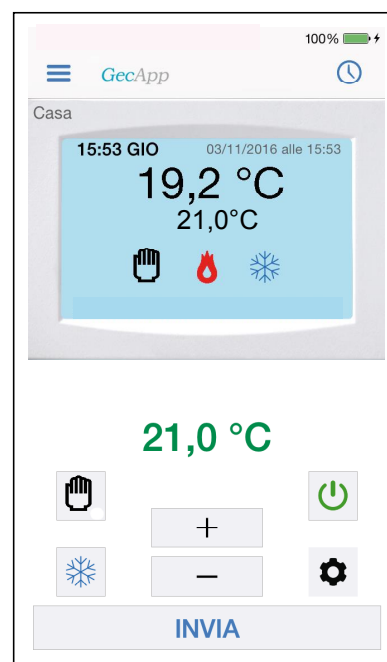 100%
GecApp
Casa
15:53 GIO 03/11/2016 alle 15:53
19,2 °C
21,0°C
21,0 °C
+
−
INVIA